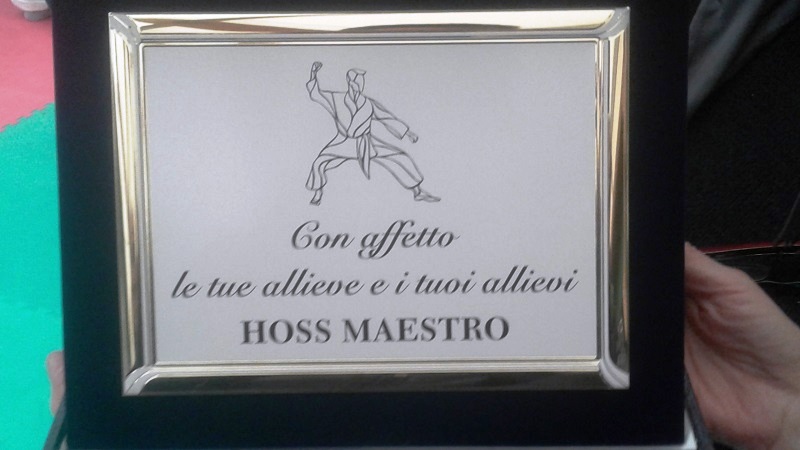 Con affetto
le tue allieve e i tuoi allievi
HOSS MAESTRO